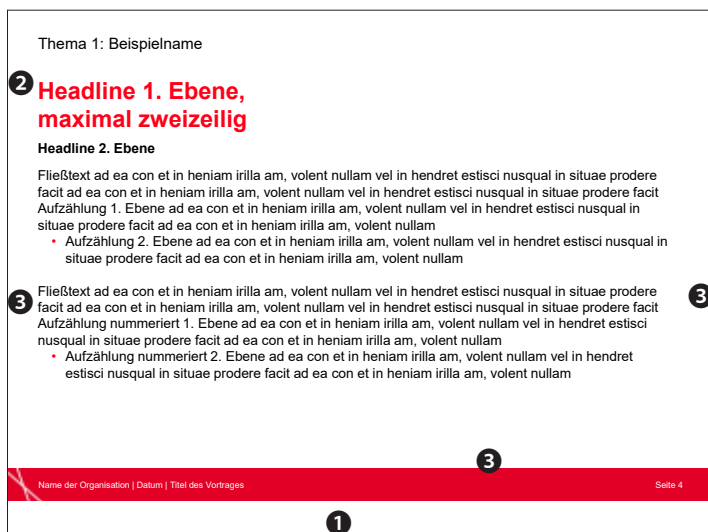 Thema 1: Beispielname
2
Headline 1. Ebene,
maximal zweizeilig
Headline 2. Ebene
Fließtext ad ea con et in heniam irilla am, volent nullam vel in hendret estisci nusqual in situae prodere
facit ad ea con et in heniam irilla am, volent nullam vel in hendret estisci nusqual in situae prodere facit
Aufzählung 1. Ebene ad ea con et in heniam irilla am, volent nullam vel in hendret estisci nusqual in
situae prodere facit ad ea con et in heniam irilla am, volent nullam
• Aufzählung 2. Ebene ad ea con et in heniam irilla am, volent nullam vel in hendret estisci nusqual in
situae prodere facit ad ea con et in heniam irilla am, volent nullam
Fließtext ad ea con et in heniam irilla am, volent nullam vel in hendret estisci nusqual in situae prodere
3 facit ad ea con et in heniam irilla am, volent nullam vel in hendret estisci nusqual in situae prodere facit 3
Aufzählung nummeriert 1. Ebene ad ea con et in heniam irilla am, volent nullam vel in hendret estisci
nusqual in situae prodere facit ad ea con et in heniam irilla am, volent nullam
• Aufzählung nummeriert 2. Ebene ad ea con et in heniam irilla am, volent nullam vel in hendret
estisci nusqual in situae prodere facit ad ea con et in heniam irilla am, volent nullam
3
Name der Organisation | Datum | Titel des Vortrages Seite 4
1